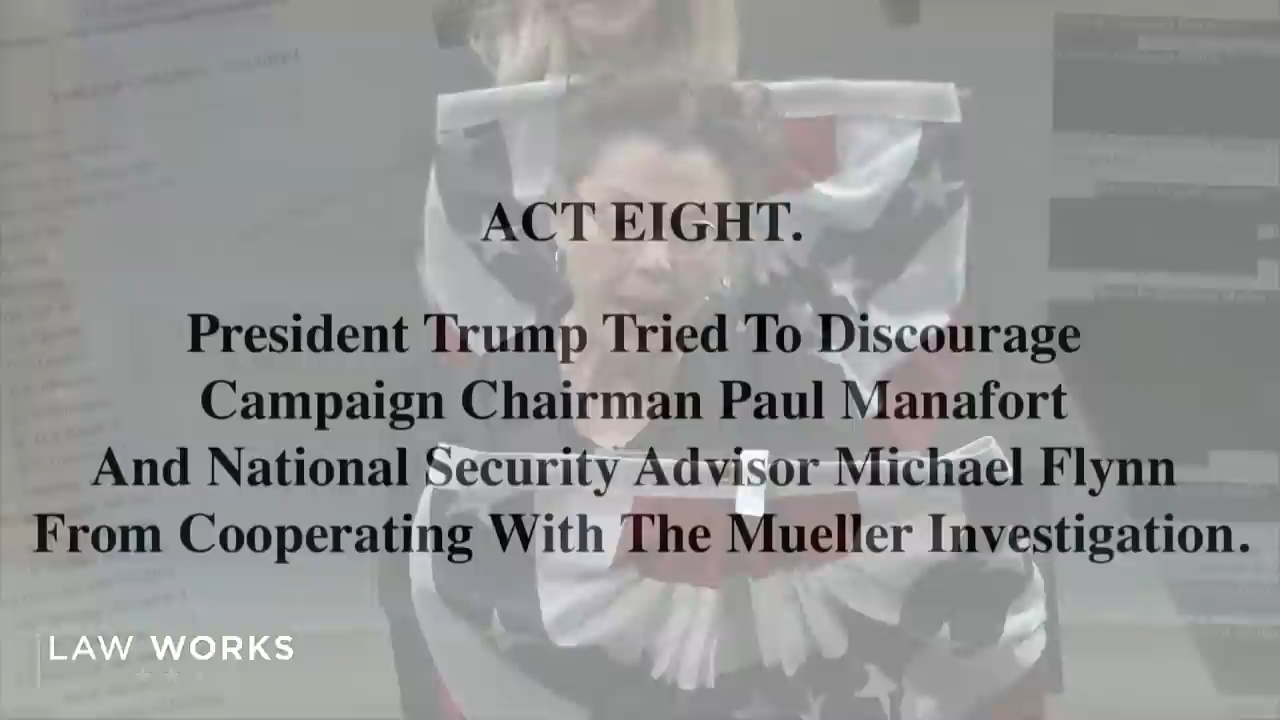 ACT EIGHT.
President Trump Tried To Discourage
Campaign Chairman Paul Manafort
And National Security Advisor Michael Flynn
From Cooperating With The Mueller Investigation.
LAW WORKS